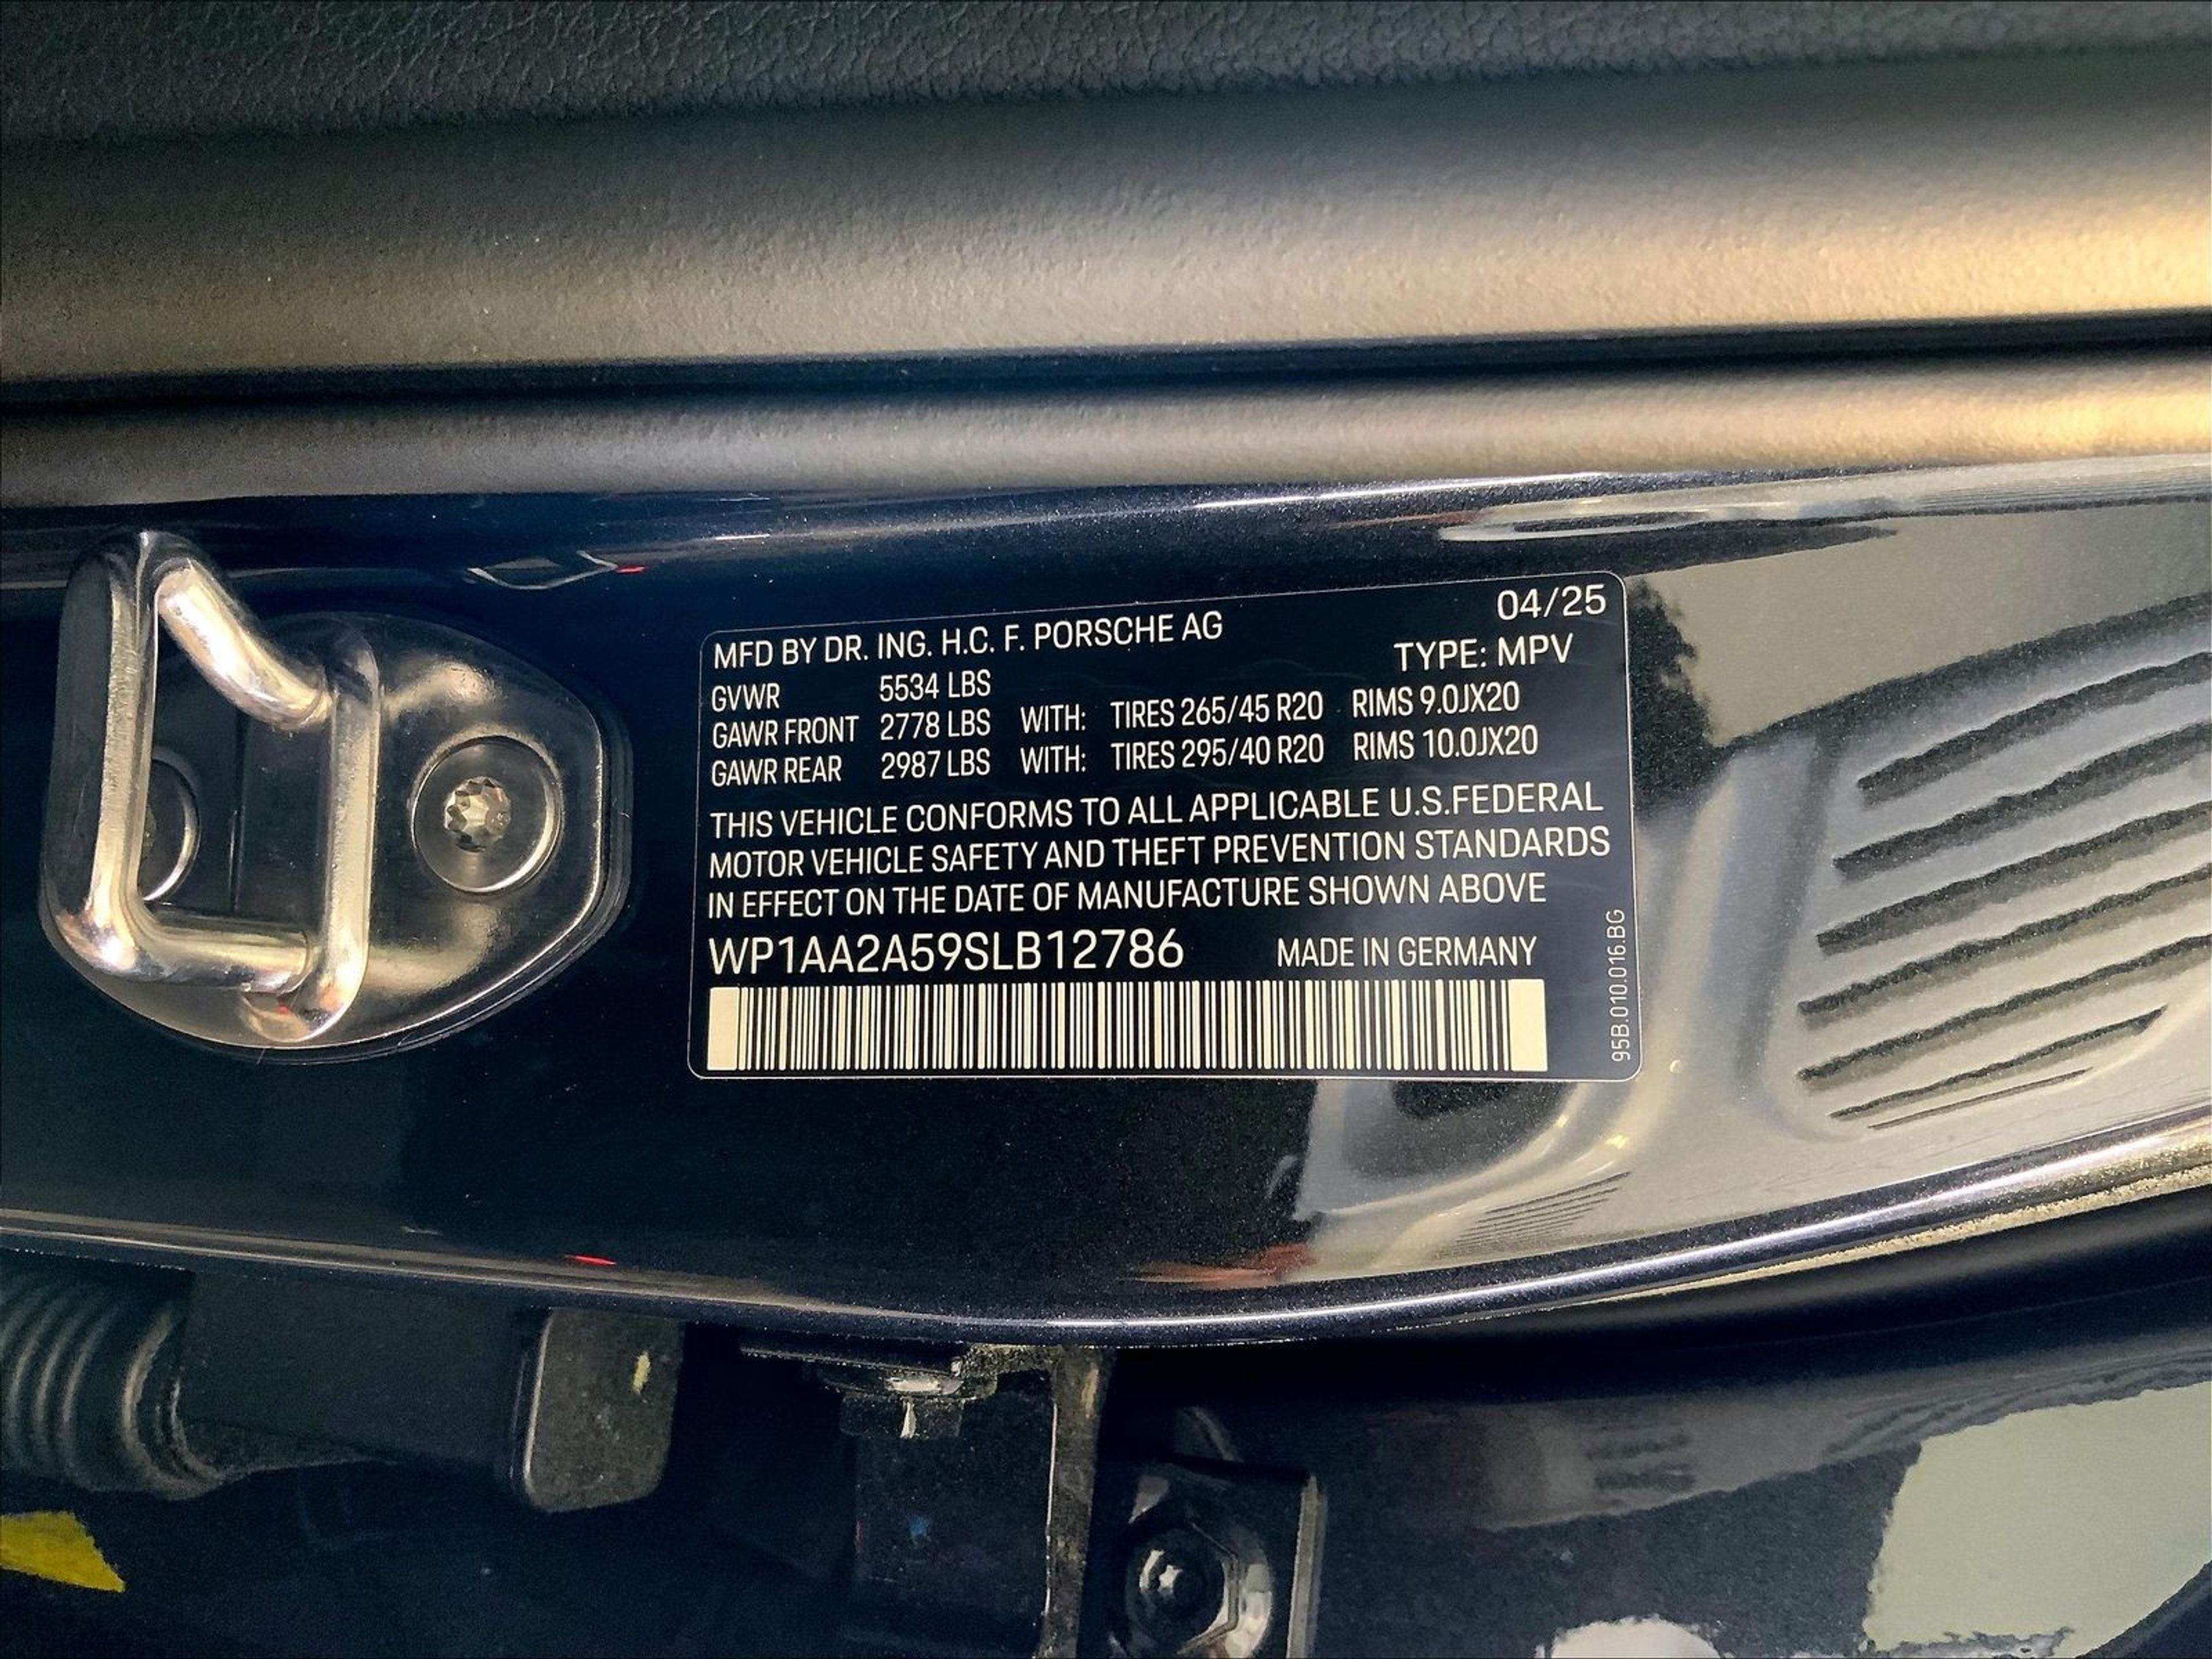 04/25
MFD BY DR. ING. H.C. F. PORSCHE AG
TYPE: MPV
GVWR 5534 LBS
GAWR FRONT 2778 LBS WITH: TIRES 265/45 R20 RIMS 9.0JX20
GAWR REAR 2987 LBS WITH: TIRES 295/40 R20 RIMS 10.0JX20
THIS VEHICLE CONFORMS TO ALL APPLICABLE U.S.FEDERAL
MOTOR VEHICLE SAFETY AND THEFT PREVENTION STANDARDS
IN EFFECT ON THE DATE OF MANUFACTURE SHOWN ABOVE
WP1AA2A59SLB12786 MADE IN GERMANY
95B.010.016.BG